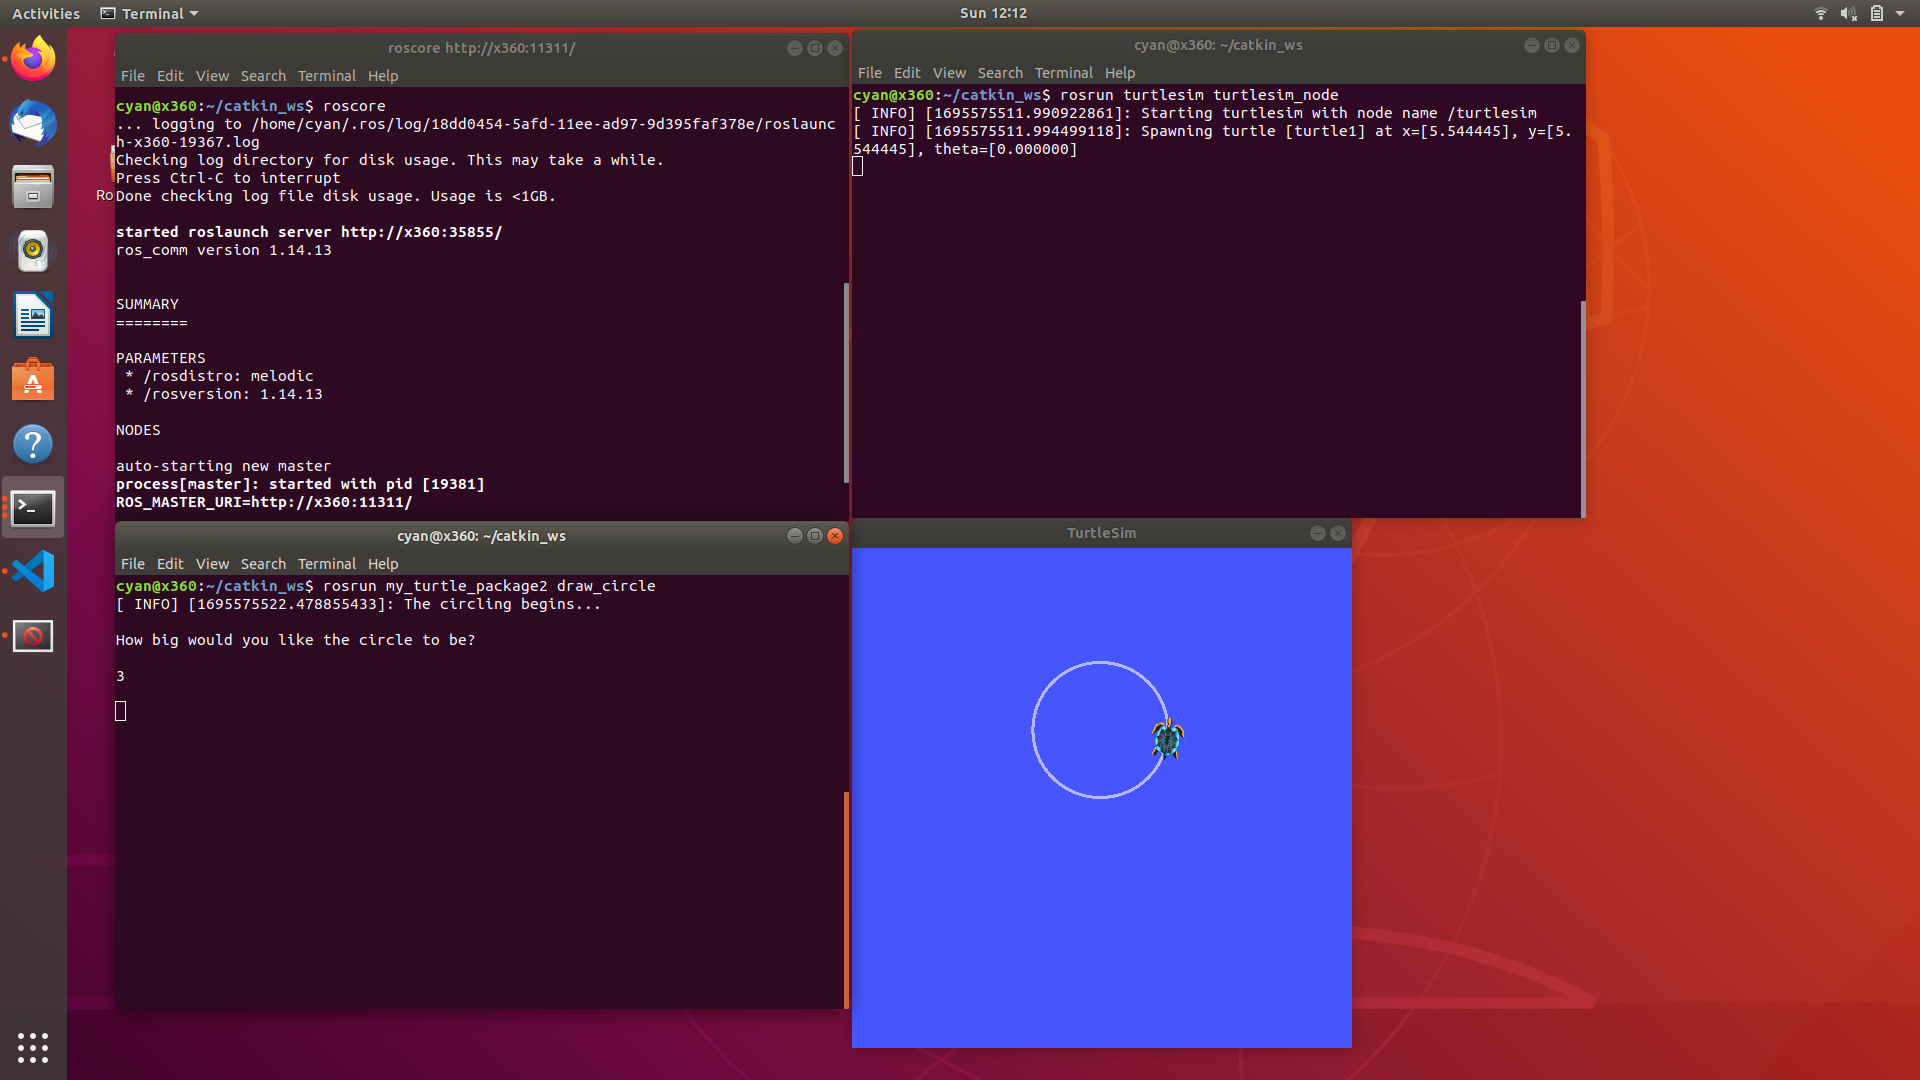 Activities
Terminal
Sun 12:12
roscore http://x360:11311/
File Edit View Search Terminal Help
cyan@x360:~/catkin_ws$ roscore
... logging to /home/cyan/.ros/log/18dd0454-5afd-11ee-ad97-9d395faf378e/roslaunc
h-x360-19367.log
Checking log directory for disk usage. This may take a while.
Press Ctrl-C to interrupt
Done checking log file disk usage. Usage is <1GB.
started roslaunch server http://x360:35855/
ros_comm version 1.14.13
SUMMARY
========
PARAMETERS
* /rosdistro: melodic
* /rosversion: 1.14.13
NODES
auto-starting new master
process[master]: started with pid [19381]
ROS_MASTER_URI=http://x360:11311/
cyan@x360: ~/catkin_ws
File Edit View Search Terminal Help
cyan@x360:~/catkin_ws$ rosrun turtlesim turtlesim_node
[ INFO] [1695575511.990922861]: Starting turtlesim with node name /turtlesim
[ INFO] [1695575511.994499118]: Spawning turtle [turtle1] at x=[5.544445], y=[5.
544445], theta=[0.000000]
cyan@x360: ~/catkin_ws
File Edit View Search Terminal Help
cyan@x360:~/catkin_ws$ rosrun my_turtle_package2 draw_circle
[ INFO] [1695575522.478855433]: The circling begins...
How big would you like the circle to be?
3
TurtleSim